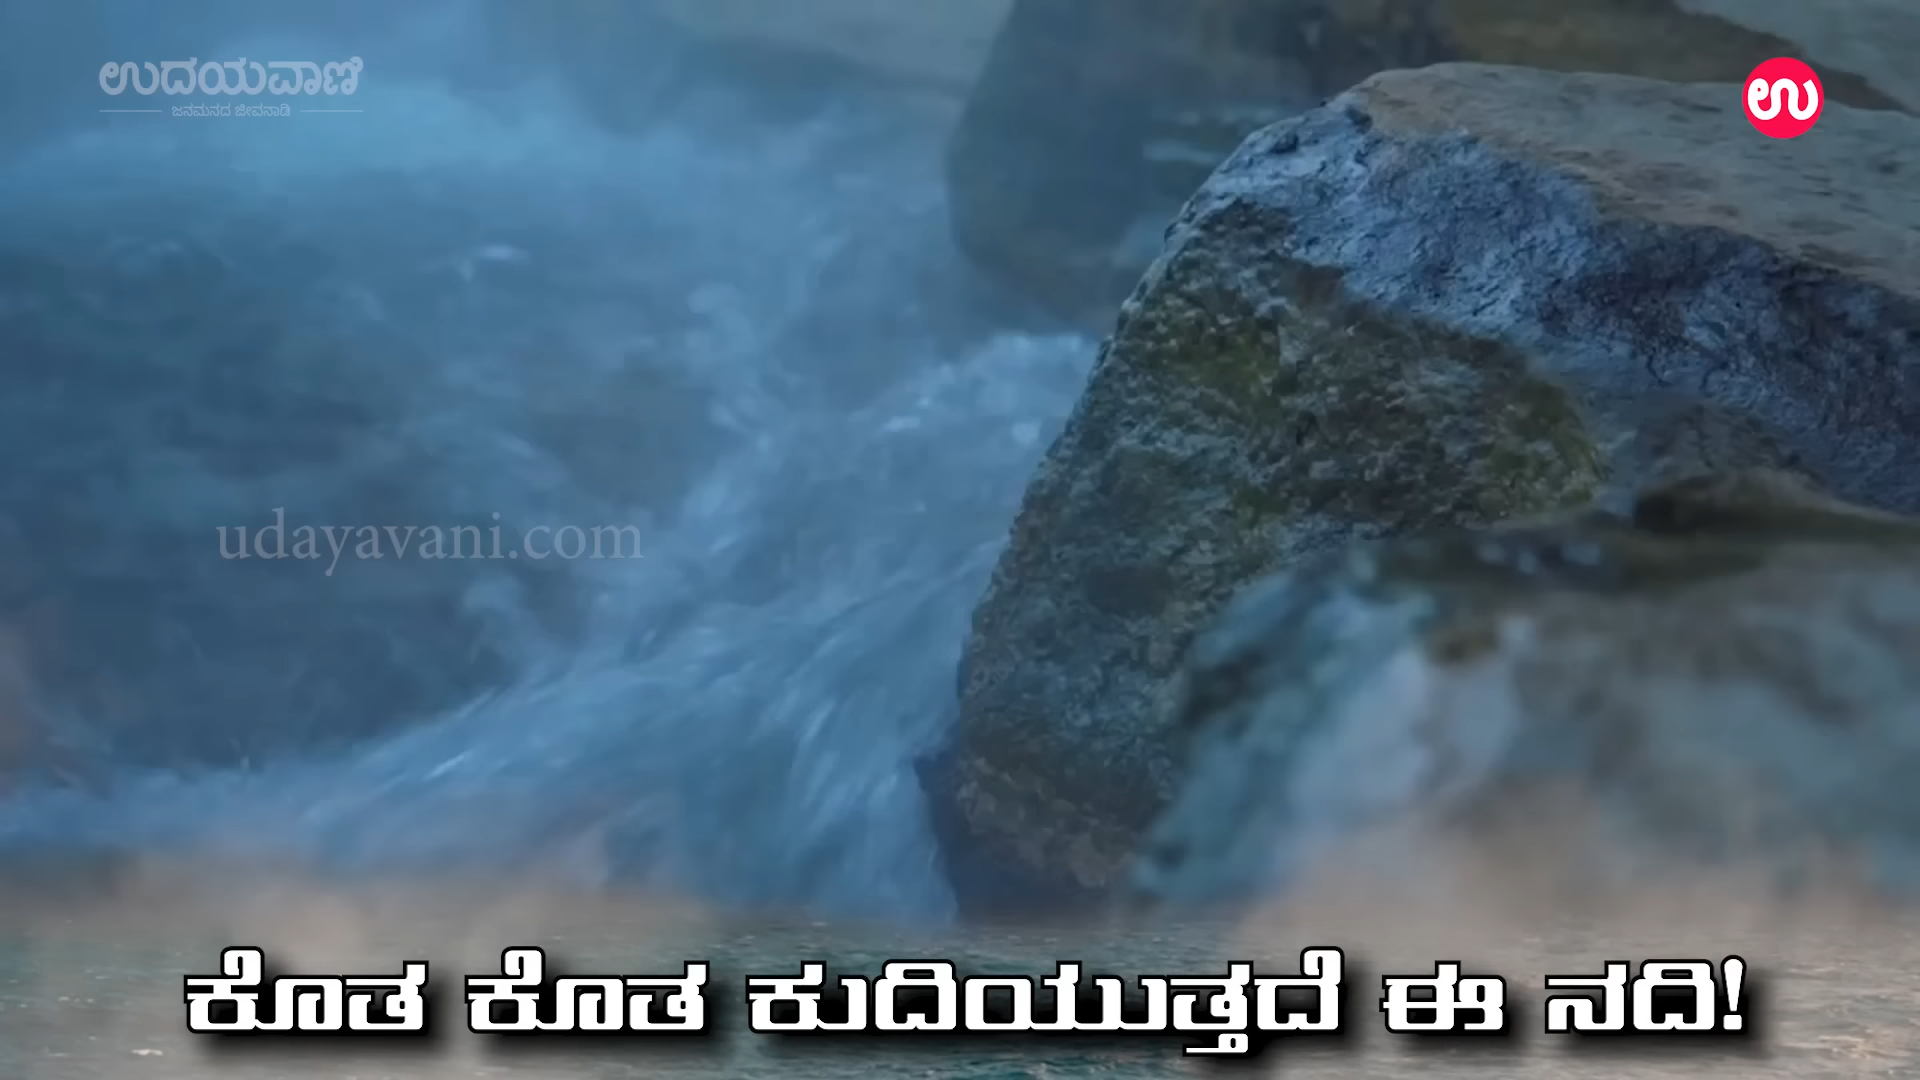 ಉದಯವಾಣಿ
ಜನಮನದ ಜೀವನಾಡಿ
ಉ
udayavani.com
ಕೊತ ಕೊತ ಕುದಿಯುತ್ತದೆ ಈ ನದಿ!